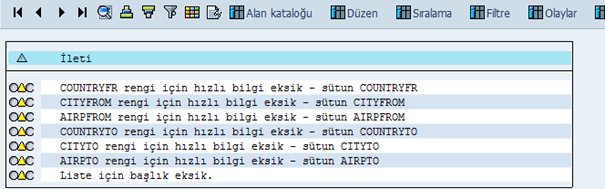 Alan kataloğu Düzen Sıralama Filtre Olaylar
İleti
COUNTRYFR rengi için hızlı bilgi eksik - sütun COUNTRYFR
CITYFROM rengi için hızlı bilgi eksik - sütun CITYFROM
AIRPFROM rengi için hızlı bilgi eksik - sütun AIRPFROM
COUNTRYTO rengi için hızlı bilgi eksik - sütun COUNTRYTO
CITYTO rengi için hızlı bilgi eksik - sütun CITYTO
AIRPTO rengi için hızlı bilgi eksik - sütun AIRPTO
Liste için başlık eksik.